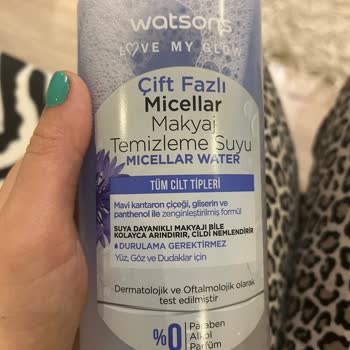 watsons
LOVE MY GLOW
Çift Fazlı
Micellar
Makyaj
Temizleme Suyu
MICELLAR WATER
TÜM CİLT TİPLERİ
Mavi kantaron çiçeği, gliserin ve
panthenol ile zenginleştirilmiş formül
SUYA DAYANIKLI MAKYAJI BİLE
KOLAYCA ARINDIRIR, CİLDİ NEMLENDİRİR
DURULAMA GEREKTİRMEZ
Yüz, Göz ve Dudaklar için
Dermatolojik ve Oftalmolojik olarak
test edilmiştir
%0
Paraben
Alkol
Parfüm